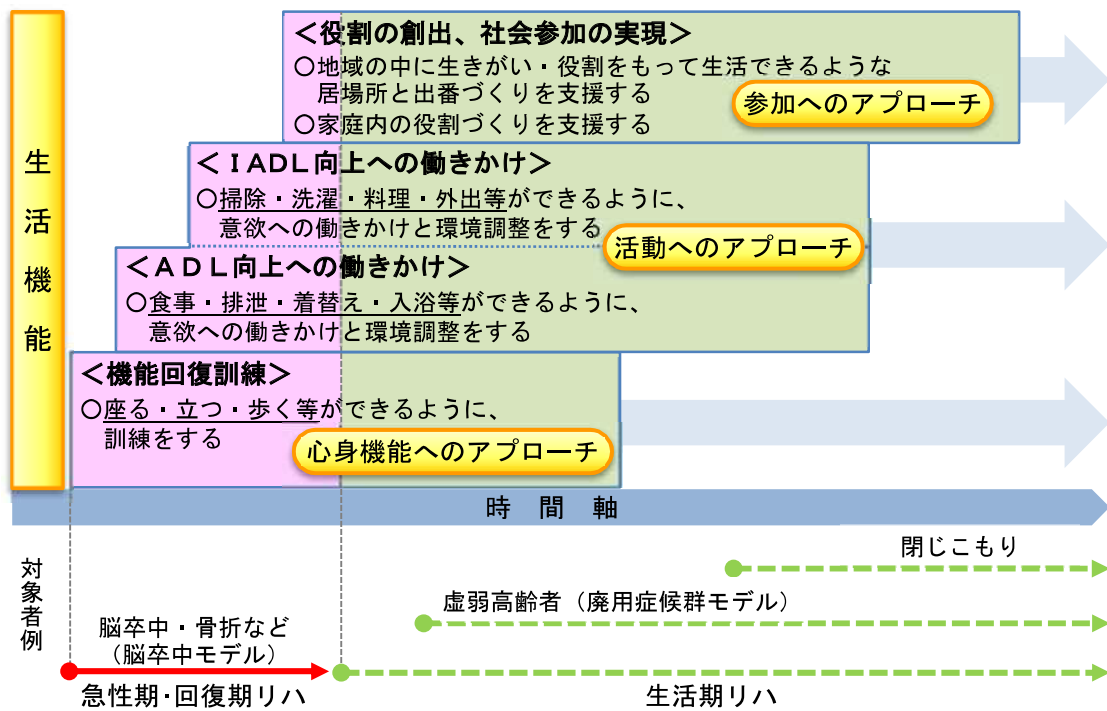 生活機能
＜役割の創出、社会参加の実現＞
○地域の中に生きがい・役割をもって生活できるような
居場所と出番づくりを支援する
○家庭内の役割づくりを支援する
参加へのアプローチ
＜ＩADL向上への働きかけ＞
○掃除・洗濯・料理・外出等ができるように、
意欲への働きかけと環境調整をする
活動へのアプローチ
＜ＡＤＬ向上への働きかけ＞
○食事・排泄・着替え・入浴等ができるように、
意欲への働きかけと環境調整をする
＜機能回復訓練＞
○座る・立つ・歩く等ができるように、
訓練をする
心身機能へのアプローチ
時間軸
対象者例
閉じこもり
虚弱高齢者（廃用症候群モデル）
脳卒中・骨折など
（脳卒中モデル）
急性期・回復期リハ
生活期リハ